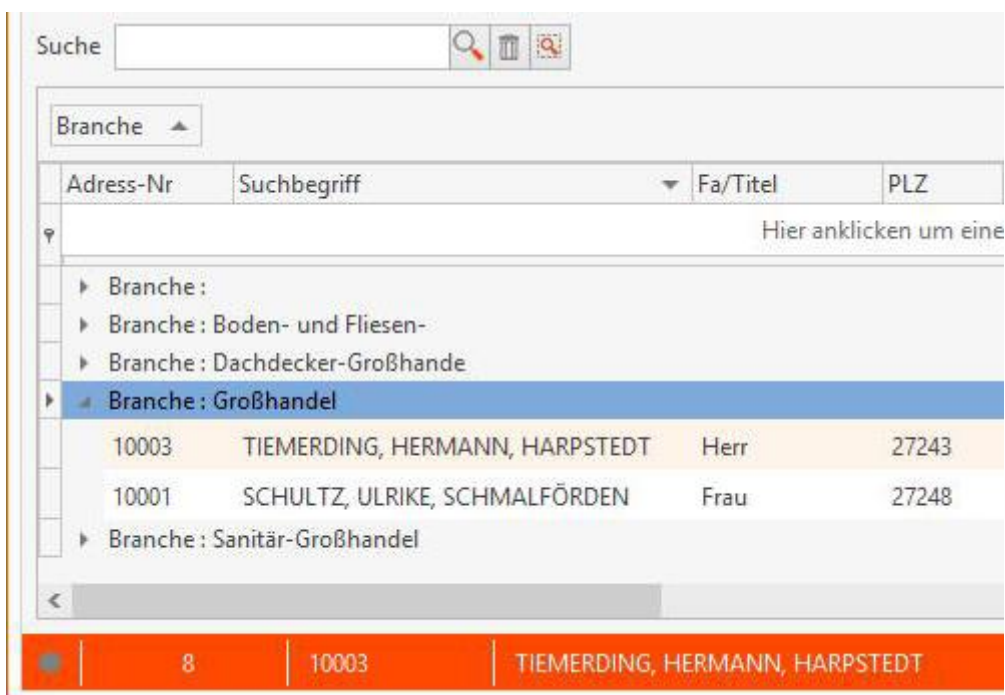 Suche
Branche
Adress-Nr Suchbegriff Fa/Titel PLZ
Hier anklicken um eine
Branche :
Branche : Boden- und Fliesen-
Branche : Dachdecker-Großhande
Branche : Großhandel
10003 TIEMERDING, HERMANN, HARPSTEDT Herr 27243
10001 SCHULTZ, ULRIKE, SCHMALFÖRDEN Frau 27248
Branche : Sanitär-Großhandel
8 10003 TIEMERDING, HERMANN, HARPSTEDT